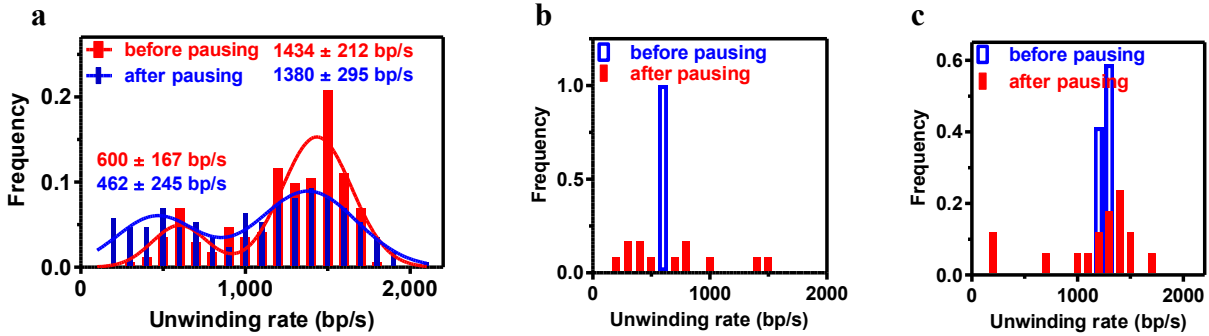 a
before pausing 1434 ± 212 bp/s
after pausing 1380 ± 295 bp/s
600 ± 167 bp/s
462 ± 245 bp/s
Frequency
0.2
0.1
0.0
0 1,000 2,000
Unwinding rate (bp/s)
b
before pausing
after pausing
Frequency
1.0
0.5
0.0
0 1000 2000
Unwinding rate (bp/s)
c
before pausing
after pausing
Frequency
0.6
0.4
0.2
0.0
0 1000 2000
Unwinding rate (bp/s)